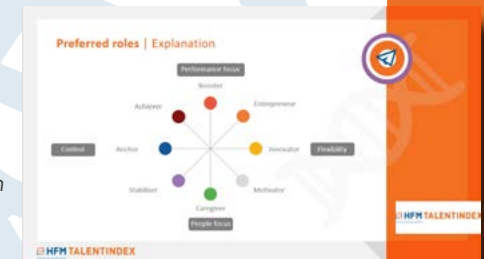 Preferred roles | Explanation
Performance focus
Booster
Achiever
Entrepreneur
Control
Anchor
Innovator
Flexibility
Stabiliser
Motivator
Caregiver
People focus
HFM TALENTINDEX
HFM TALENTINDEX
n